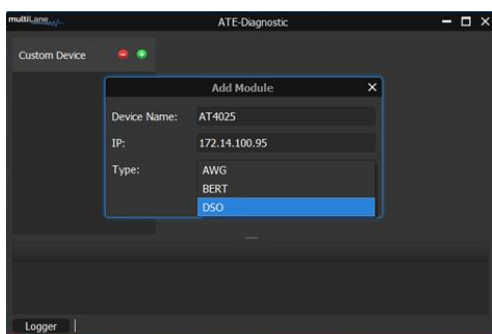 multiLane
ATE-Diagnostic
Custom Device
Add Module
Device Name: AT4025
IP: 172.14.100.95
Type: AWG
BERT
DSO
Logger